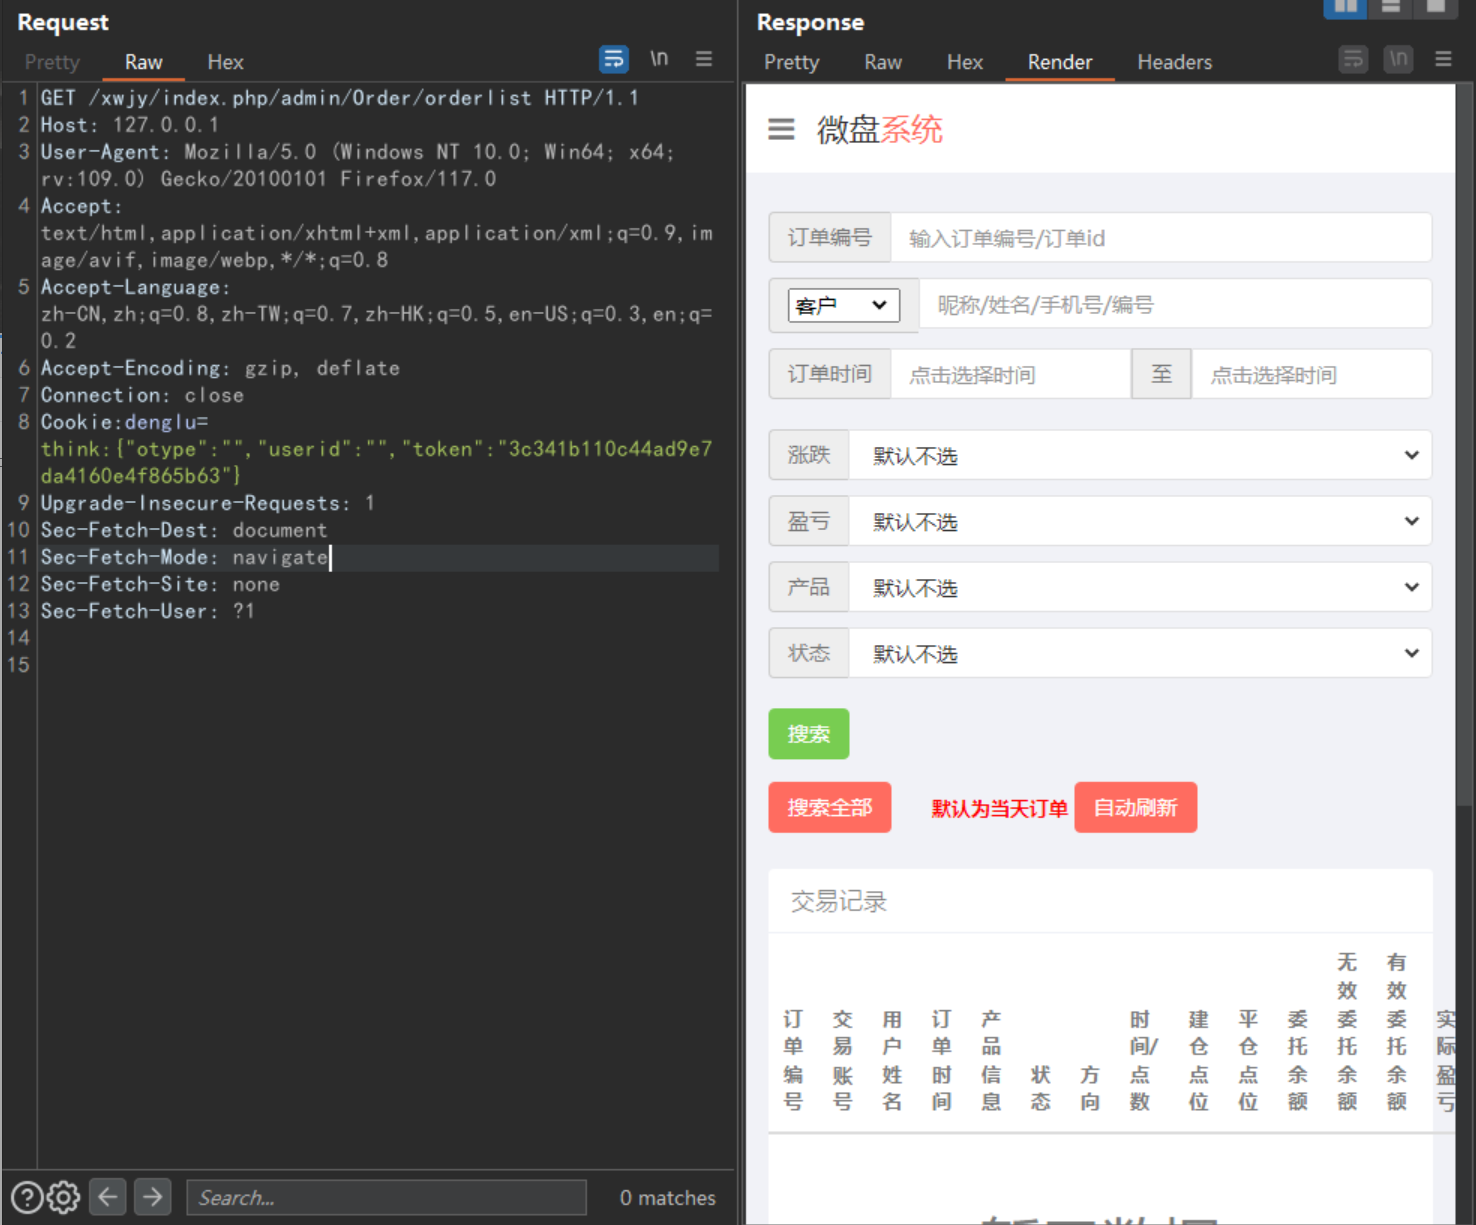 Request
Pretty Raw Hex
\n
1 GET /xwjy/index.php/admin/Order/orderlist HTTP/1.1
2 Host: 127.0.0.1
3 User-Agent: Mozilla/5.0 (Windows NT 10.0; Win64; x64;
rv:109.0) Gecko/20100101 Firefox/117.0
4 Accept:
text/html,application/xhtml+xml,application/xml;q=0.9,im
age/avif,image/webp,*/*;q=0.8
5 Accept-Language:
zh-CN,zh;q=0.8,zh-TW;q=0.7,zh-HK;q=0.5,en-US;q=0.3,en;q=
0.2
6 Accept-Encoding: gzip, deflate
7 Connection: close
8 Cookie:denglu=
think:{"otype":"","userid":"","token":"3c341b110c44ad9e7
da4160e4f865b63"}
9 Upgrade-Insecure-Requests: 1
10 Sec-Fetch-Dest: document
11 Sec-Fetch-Mode: navigate
12 Sec-Fetch-Site: none
13 Sec-Fetch-User: ?1
14
15
Search...
0 matches
Response
Pretty Raw Hex Render Headers
\n
微盘系统
订单编号 输入订单编号/订单id
客户 昵称/姓名/手机号/编号
订单时间 点击选择时间 至 点击选择时间
涨跌 默认不选
盈亏 默认不选
产品 默认不选
状态 默认不选
搜索
搜索全部 默认为当天订单 自动刷新
交易记录
订单编号 交易账号 用户姓名 订单时间 产品信息 状态 方向 时间/点数 建仓点位 平仓点位 委托余额 无效委托余额 有效委托余额 实际盈亏